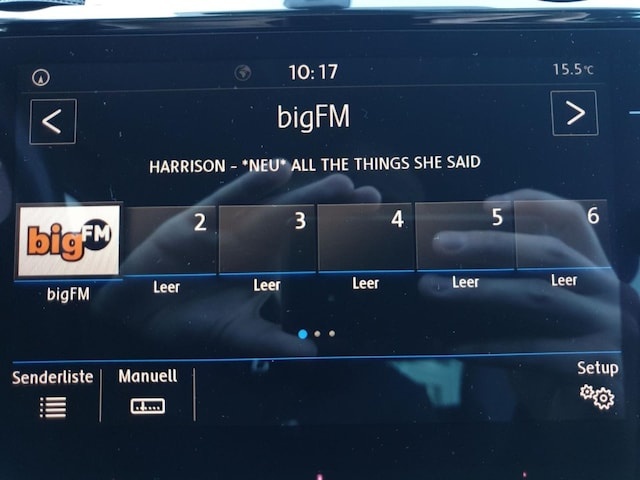 10:17
15.5°C
<
bigFM
>
HARRISON - *NEU* ALL THE THINGS SHE SAID
bigFM 2 3 4 5 6
bigFM Leer Leer Leer Leer Leer
Senderliste Manuell Setup